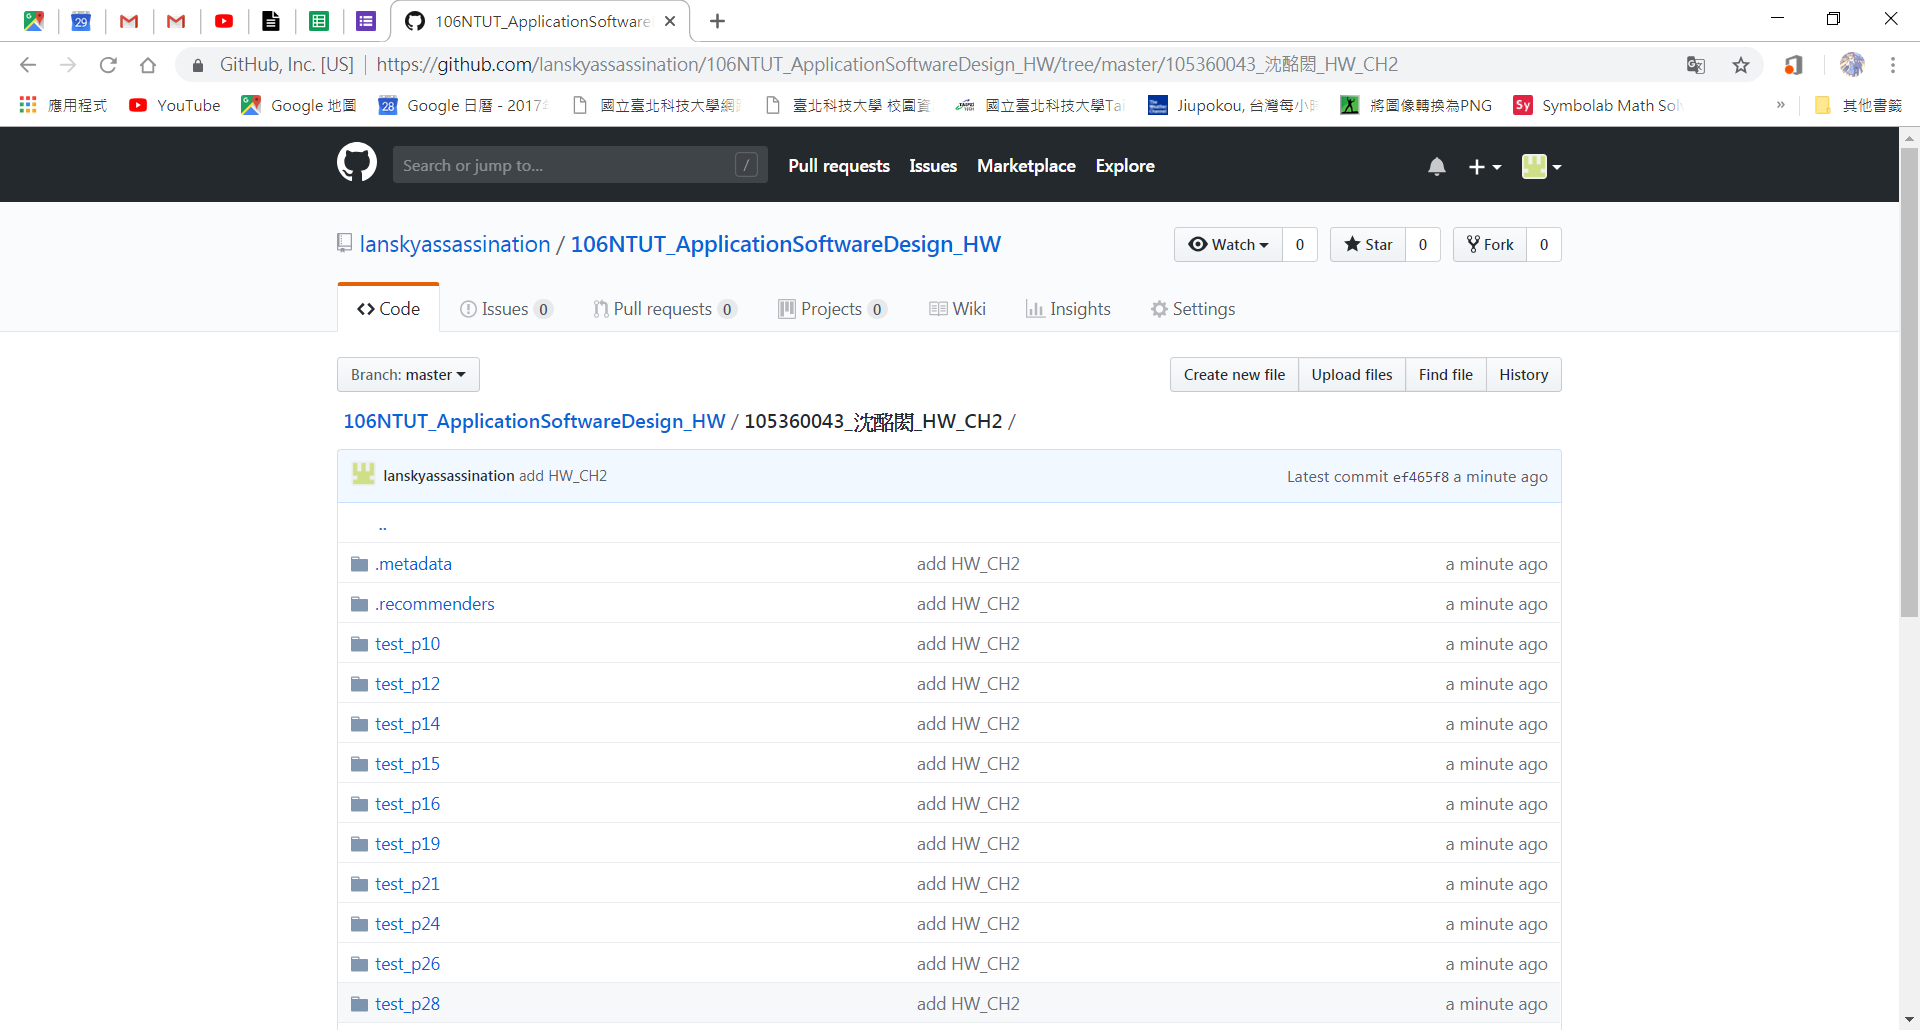 106NTUT_ApplicationSoftware
GitHub, Inc. [US] | https://github.com/lanskyassassination/106NTUT_ApplicationSoftwareDesign_HW/tree/master/105360043_沈酩閎_HW_CH2
應用程式 YouTube Google 地圖 Google 日曆 - 2017年 國立臺北科技大學網 臺北科技大學 校園資 國立臺北科技大學Tai Jiupokou, 台灣每小時 將圖像轉換為PNG Symbolab Math Sol » 其他書籤
Search or jump to... / Pull requests Issues Marketplace Explore
lanskyassassination / 106NTUT_ApplicationSoftwareDesign_HW Watch 0 Star 0 Fork 0
Code Issues 0 Pull requests 0 Projects 0 Wiki Insights Settings
Branch: master Create new file Upload files Find file History
106NTUT_ApplicationSoftwareDesign_HW / 105360043_沈酩閎_HW_CH2 /
lanskyassassination add HW_CH2 Latest commit ef465f8 a minute ago
..
.metadata add HW_CH2 a minute ago
.recommenders add HW_CH2 a minute ago
test_p10 add HW_CH2 a minute ago
test_p12 add HW_CH2 a minute ago
test_p14 add HW_CH2 a minute ago
test_p15 add HW_CH2 a minute ago
test_p16 add HW_CH2 a minute ago
test_p19 add HW_CH2 a minute ago
test_p21 add HW_CH2 a minute ago
test_p24 add HW_CH2 a minute ago
test_p26 add HW_CH2 a minute ago
test_p28 add HW_CH2 a minute ago